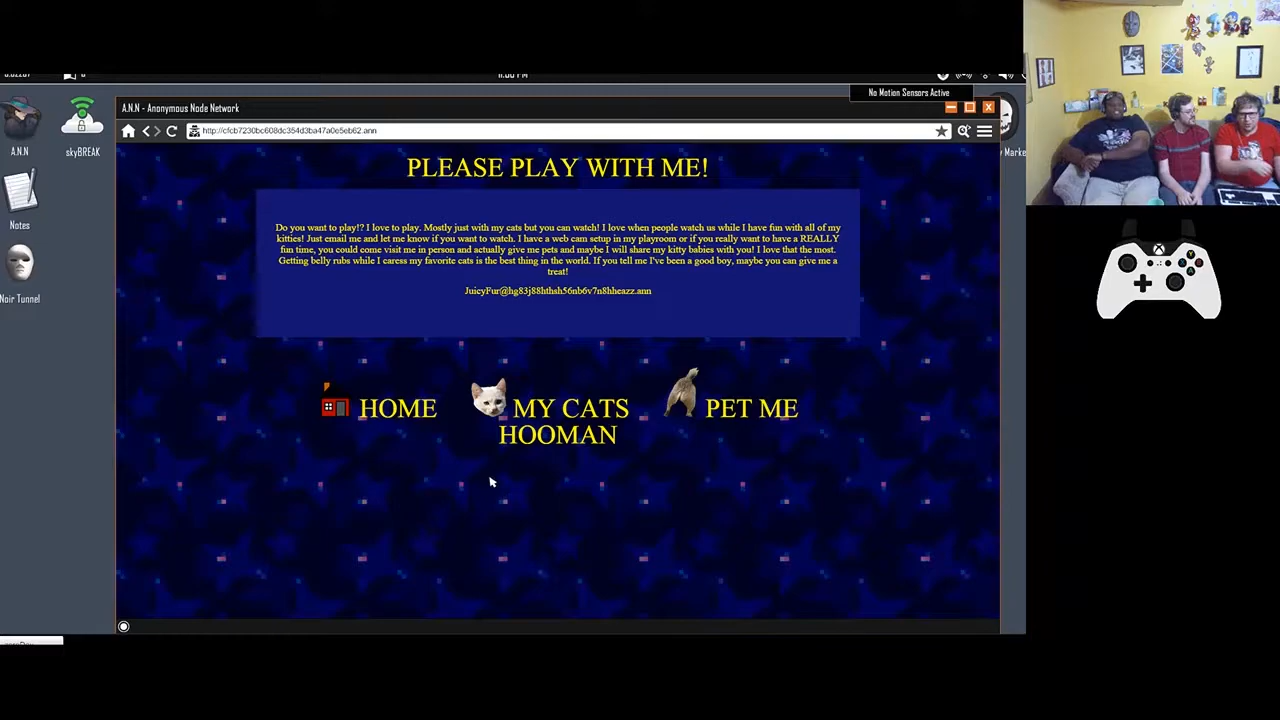 A.N.N - Anonymous Node Network
No Motion Sensors Active
http://cfcb7230bc608dc354d3ba47a0e5eb62.ann
A.N.N
skyBREAK
Notes
Noir Tunnel
PLEASE PLAY WITH ME!
Do you want to play!? I love to play. Mostly just with my cats but you can watch! I love when people watch us while I have fun with all of my
kitties! Just email me and let me know if you want to watch. I have a web cam setup in my playroom or if you really want to have a REALLY
fun time, you could come visit me in person and actually give me pets and maybe I will share my kitty babies with you! I love that the most.
Getting belly rubs while I caress my favorite cats is the best thing in the world. If you tell me I've been a good boy, maybe you can give me a
treat!
JuicyFur@hg83j88hthsh56nb6v7n8hheazz.ann
HOME MY CATS PET ME
HOOMAN